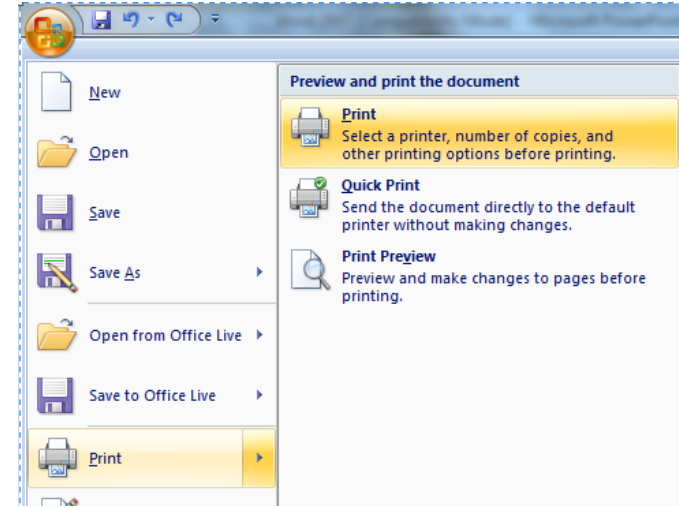 New
Open
Save
Save As
Open from Office Live
Save to Office Live
Print
Preview and print the document
Print
Select a printer, number of copies, and
other printing options before printing.
Quick Print
Send the document directly to the default
printer without making changes.
Print Preview
Preview and make changes to pages before
printing.